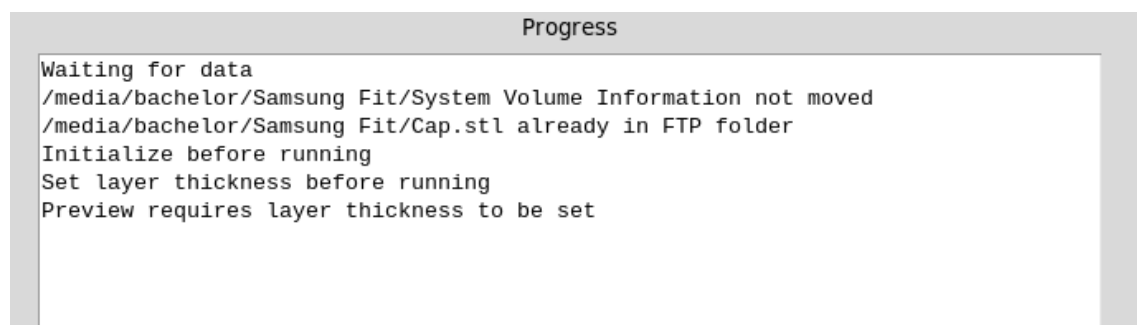 Progress
Waiting for data
/media/bachelor/Samsung Fit/System Volume Information not moved
/media/bachelor/Samsung Fit/Cap.stl already in FTP folder
Initialize before running
Set layer thickness before running
Preview requires layer thickness to be set